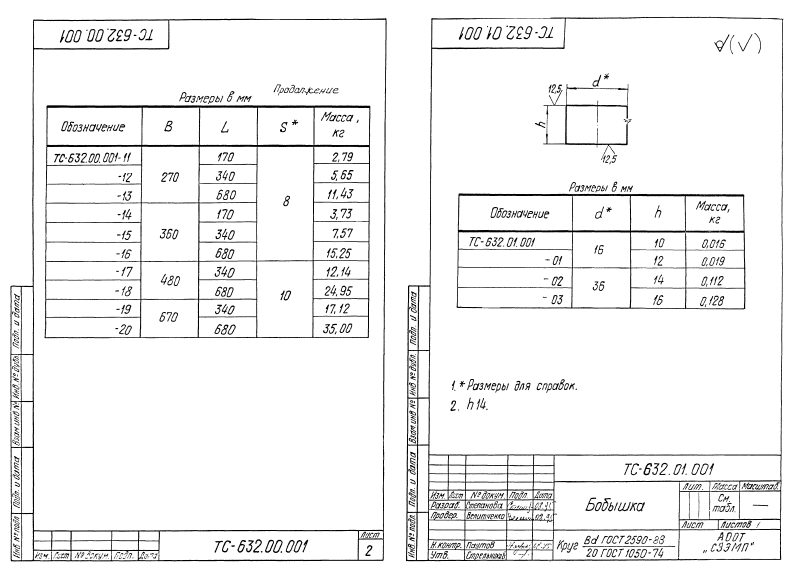 ТС-632.00.001
Продолжение
Размеры в мм
Обозначение B L S* Масса, кг
ТС-632.00.001-11 270 170 8 2,79
-12 340 5,65
-13 680 11,43
-14 360 170 3,73
-15 340 7,57
-16 680 15,25
-17 480 340 10 12,14
-18 680 24,95
-19 670 340 17,12
-20 680 35,00
Инв № подл. Подп. и дата Взам инв № Инв № дубл. Подп. и дата
Изм. Лист № докум. Подп. Дата
ТС-632.00.001
Лист
2
ТС-632.01.001
(√)
d*
12,5
h
12,5
Размеры в мм
Обозначение d* h Масса, кг
ТС-632.01.001 16 10 0,016
- 01 12 0,019
- 02 36 14 0,112
- 03 16 0,128
1.* Размеры для справок.
2. h14.
Инв № подл. Подп. и дата Взам инв № Инв № дубл. Подп. и дата
ТС-632.01.001
Изм Лист № докум. Подп. Дата
Разраб. Степанова
Провер.
Н.контр. Паутов
Утв.
Бобышка
Лит. Масса Масштаб.
См. табл. —
Лист Листов 1
Круг Вd ГОСТ 2590-88
20 ГОСТ 1050-74
АООТ
„СЗЭМП"